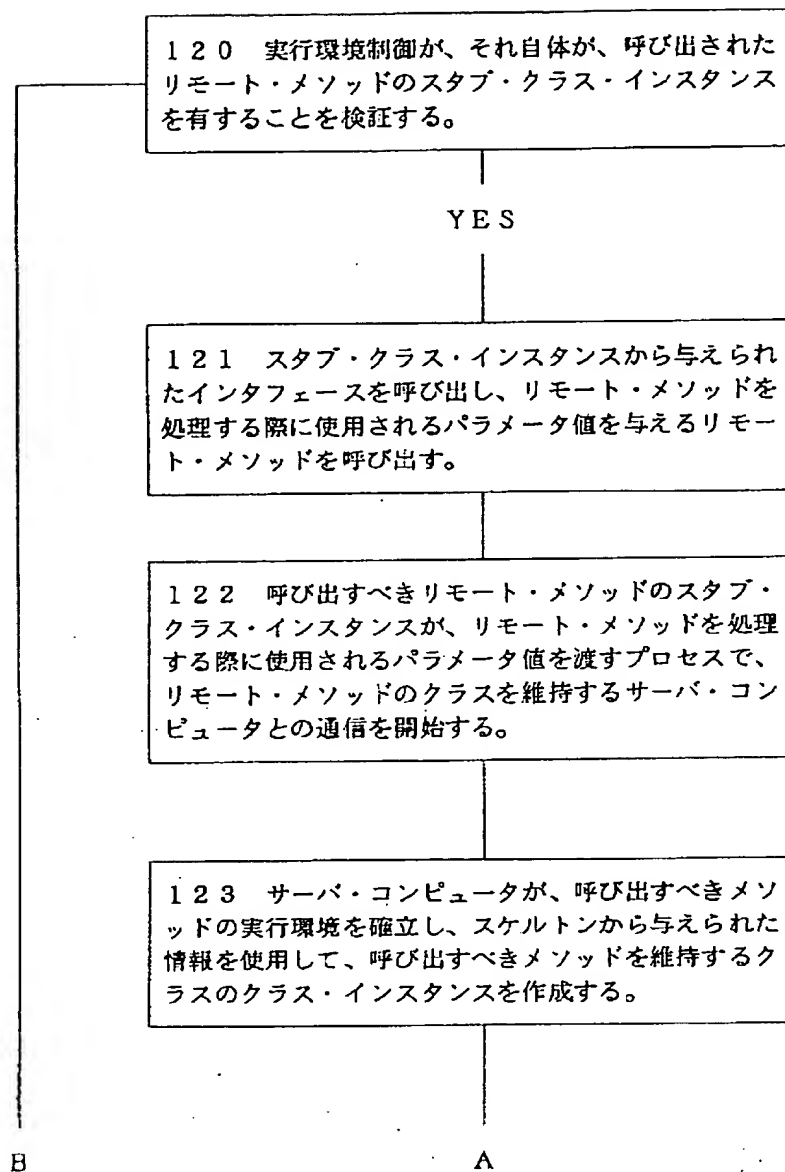 120 実行環境制御が、それ自体が、呼び出された
リモート・メソッドのスタブ・クラス・インスタンス
を有することを検証する。
YES
121 スタブ・クラス・インスタンスから与えられ
たインタフェースを呼び出し、リモート・メソッドを
処理する際に使用されるパラメータ値を与えるリモー
ト・メソッドを呼び出す。
122 呼び出すべきリモート・メソッドのスタブ・
クラス・インスタンスが、リモート・メソッドを処理
する際に使用されるパラメータ値を渡すプロセスで、
リモート・メソッドのクラスを維持するサーバ・コン
ピュータとの通信を開始する。
123 サーバ・コンピュータが、呼び出すべきメソ
ッドの実行環境を確立し、スケルトンから与えられた
情報を使用して、呼び出すべきメソッドを維持するク
ラスのクラス・インスタンスを作成する。
B
A